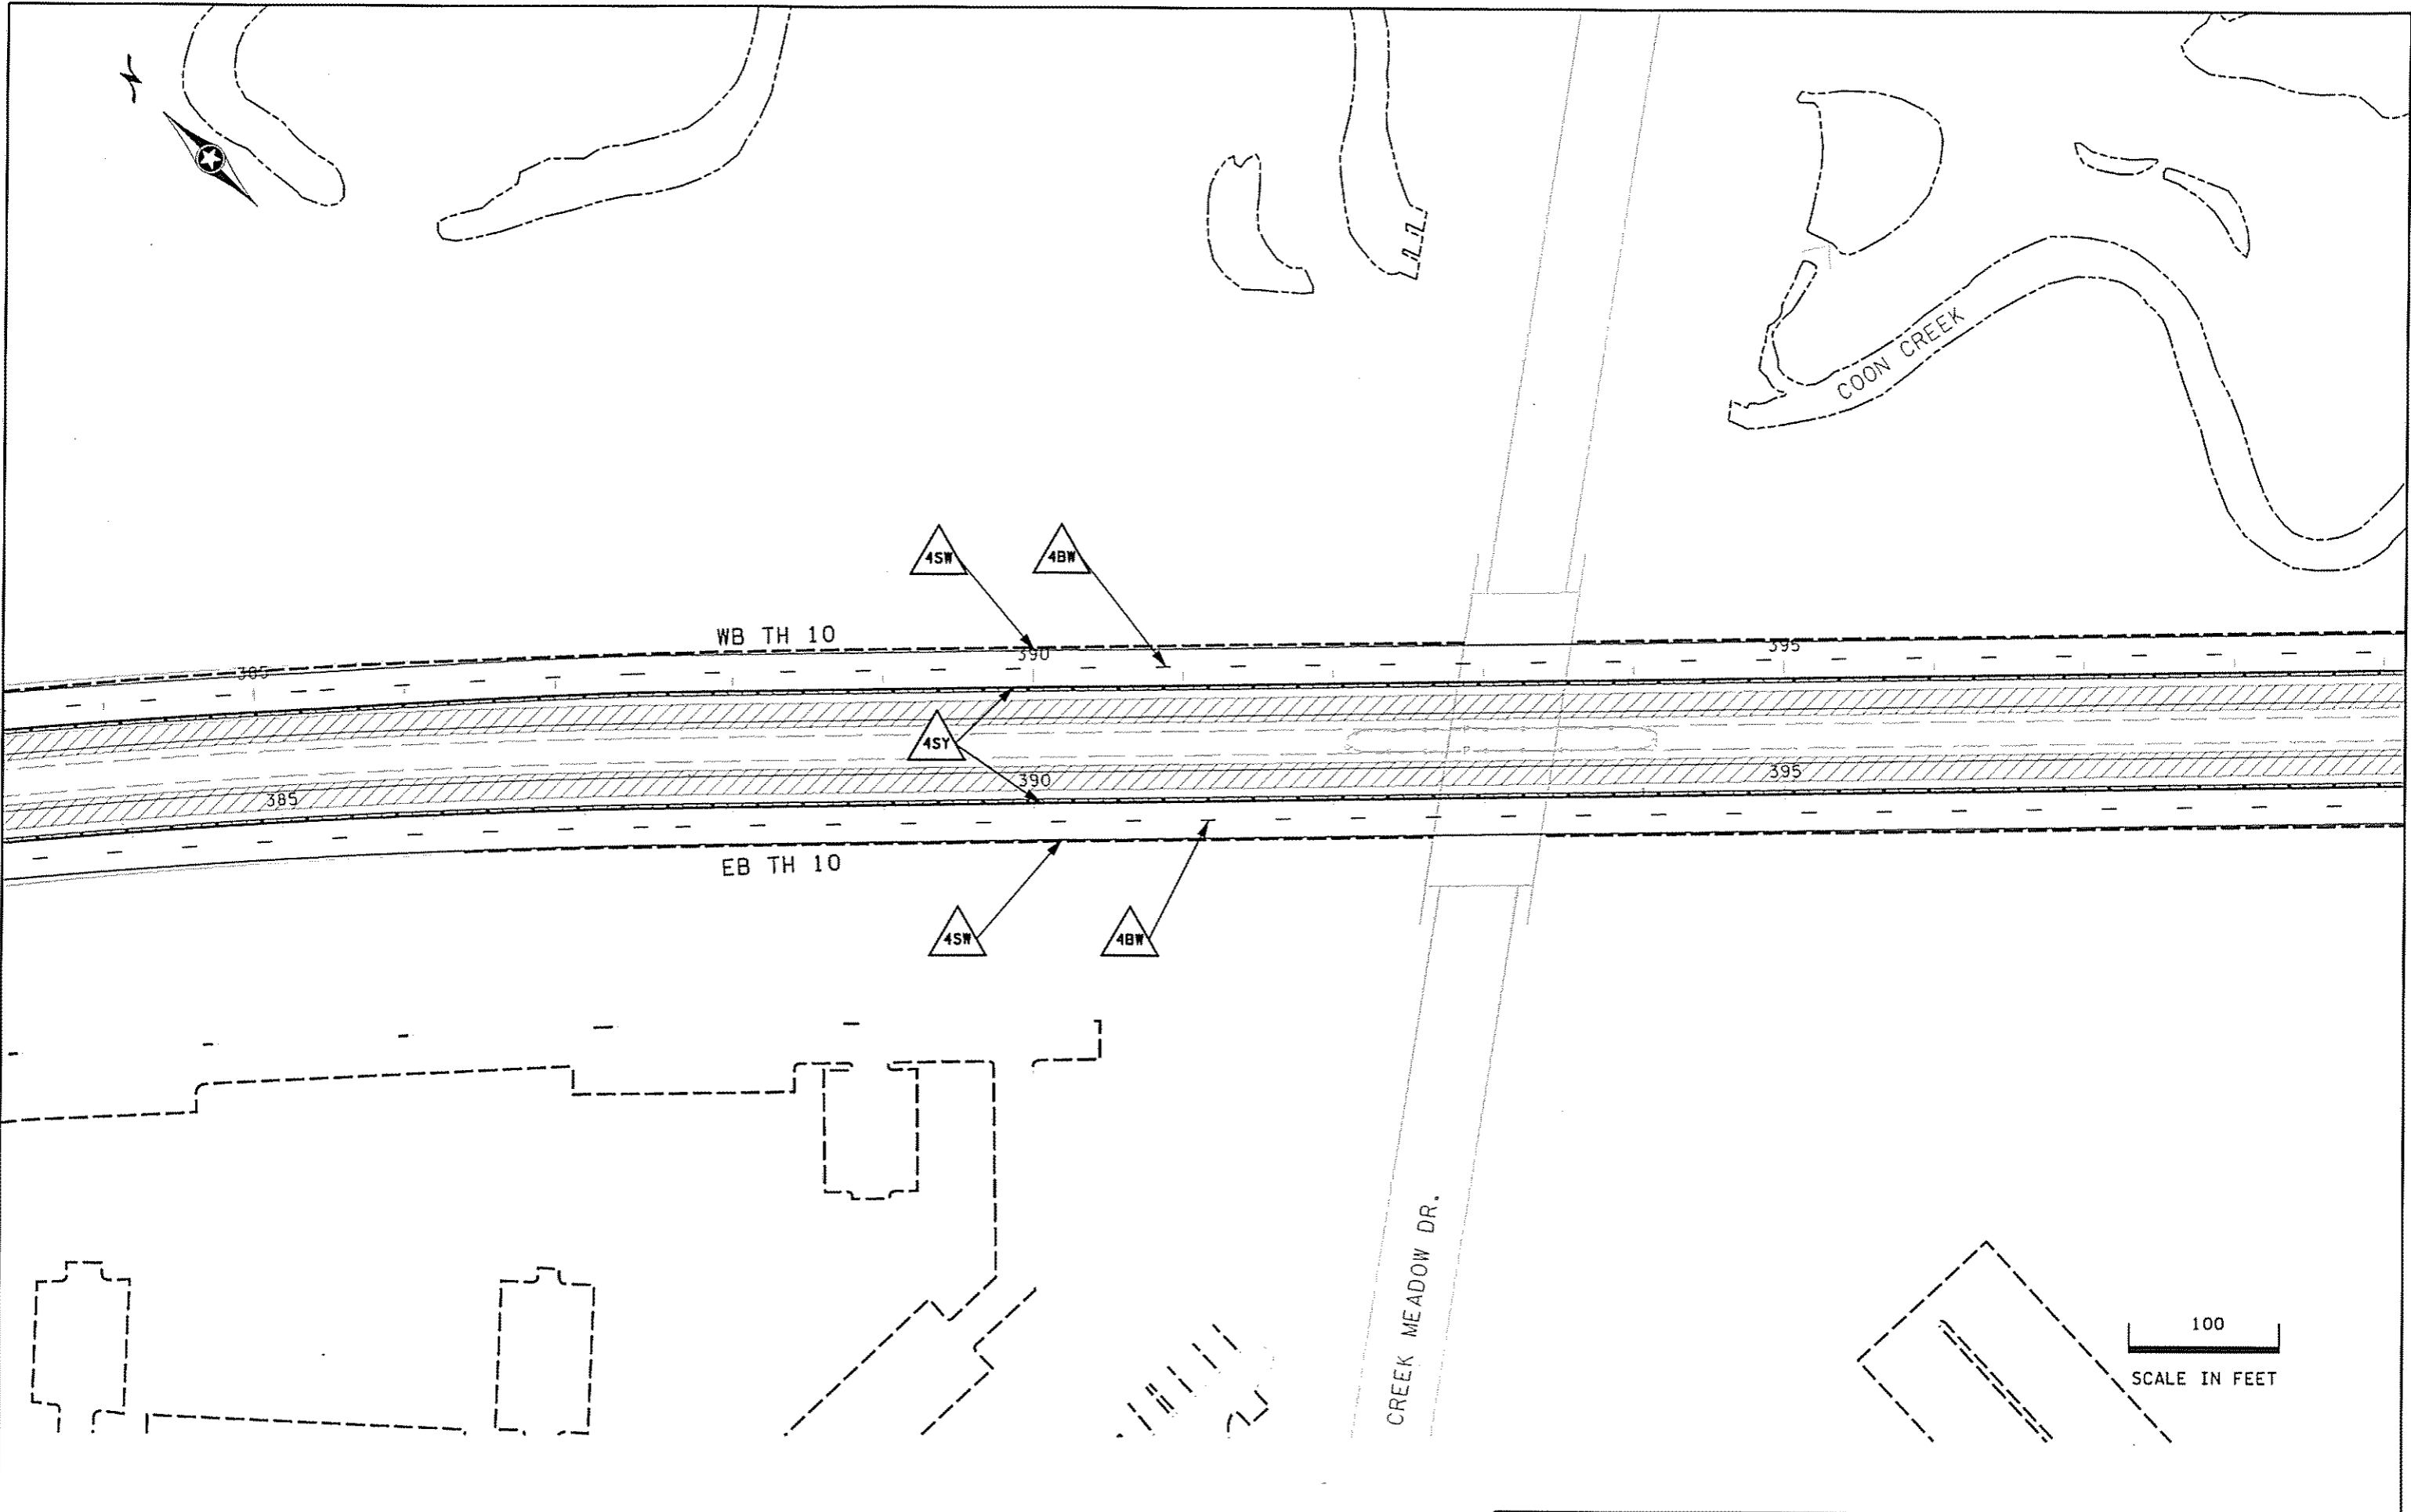 N
COON CREEK
4SW
4BW
WB TH 10
385
390
395
4SY
385
390
395
EB TH 10
4SW
4BW
CREEK MEADOW DR.
100
SCALE IN FEET